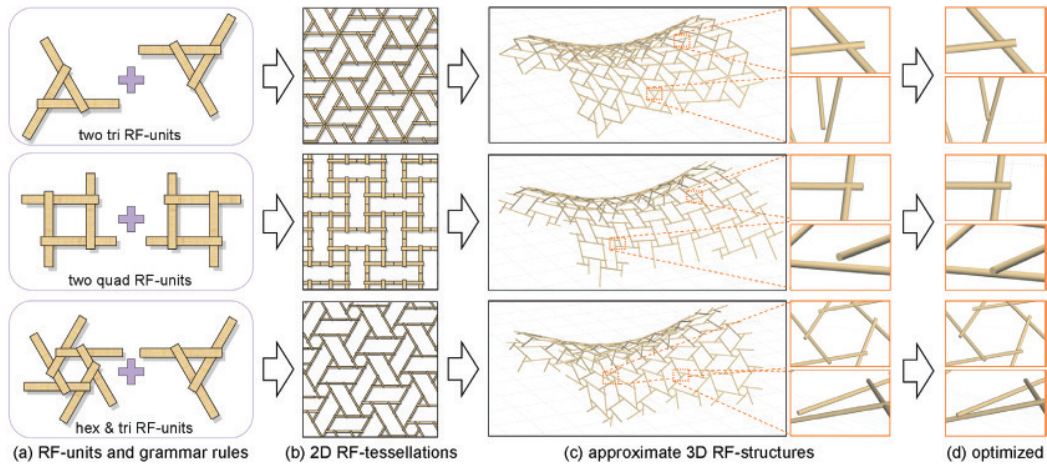 two tri RF-units
two quad RF-units
hex & tri RF-units
(a) RF-units and grammar rules
(b) 2D RF-tessellations
(c) approximate 3D RF-structures
(d) optimized